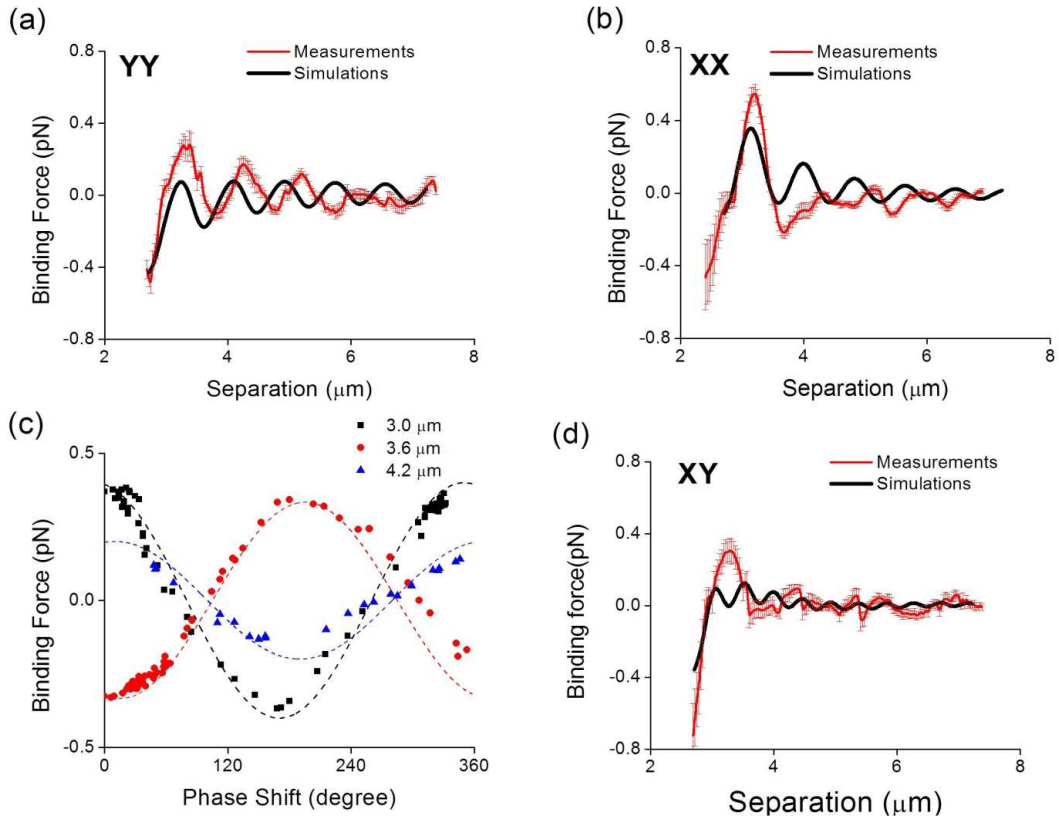 (a)
YY
Measurements
Simulations
0.8
0.4
0.0
-0.4
-0.8
2 4 6 8
Binding Force (pN)
Separation (μm)
(b)
XX
Measurements
Simulations
0.8
0.4
0.0
-0.4
-0.8
2 4 6 8
Binding Force (pN)
Separation (μm)
(c)
3.0 μm
3.6 μm
4.2 μm
0.5
0.0
-0.5
0 120 240 360
Binding Force (pN)
Phase Shift (degree)
(d)
XY
Measurements
Simulations
0.8
0.4
0.0
-0.4
-0.8
2 4 6 8
Binding force(pN)
Separation (μm)